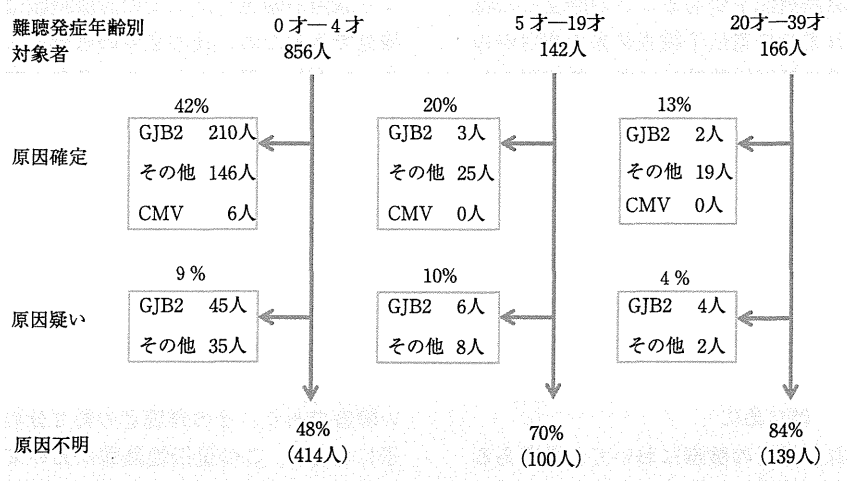 難聴発症年齢別 0才―4才 5才―19才 20才―39才
対象者 856人 142人 166人
42% 20% 13%
原因確定
GJB2 210人 GJB2 3人 GJB2 2人
その他 146人 その他 25人 その他 19人
CMV 6人 CMV 0人 CMV 0人
9% 10% 4%
原因疑い
GJB2 45人 GJB2 6人 GJB2 4人
その他 35人 その他 8人 その他 2人
原因不明 48% 70% 84%
(414人) (100人) (139人)